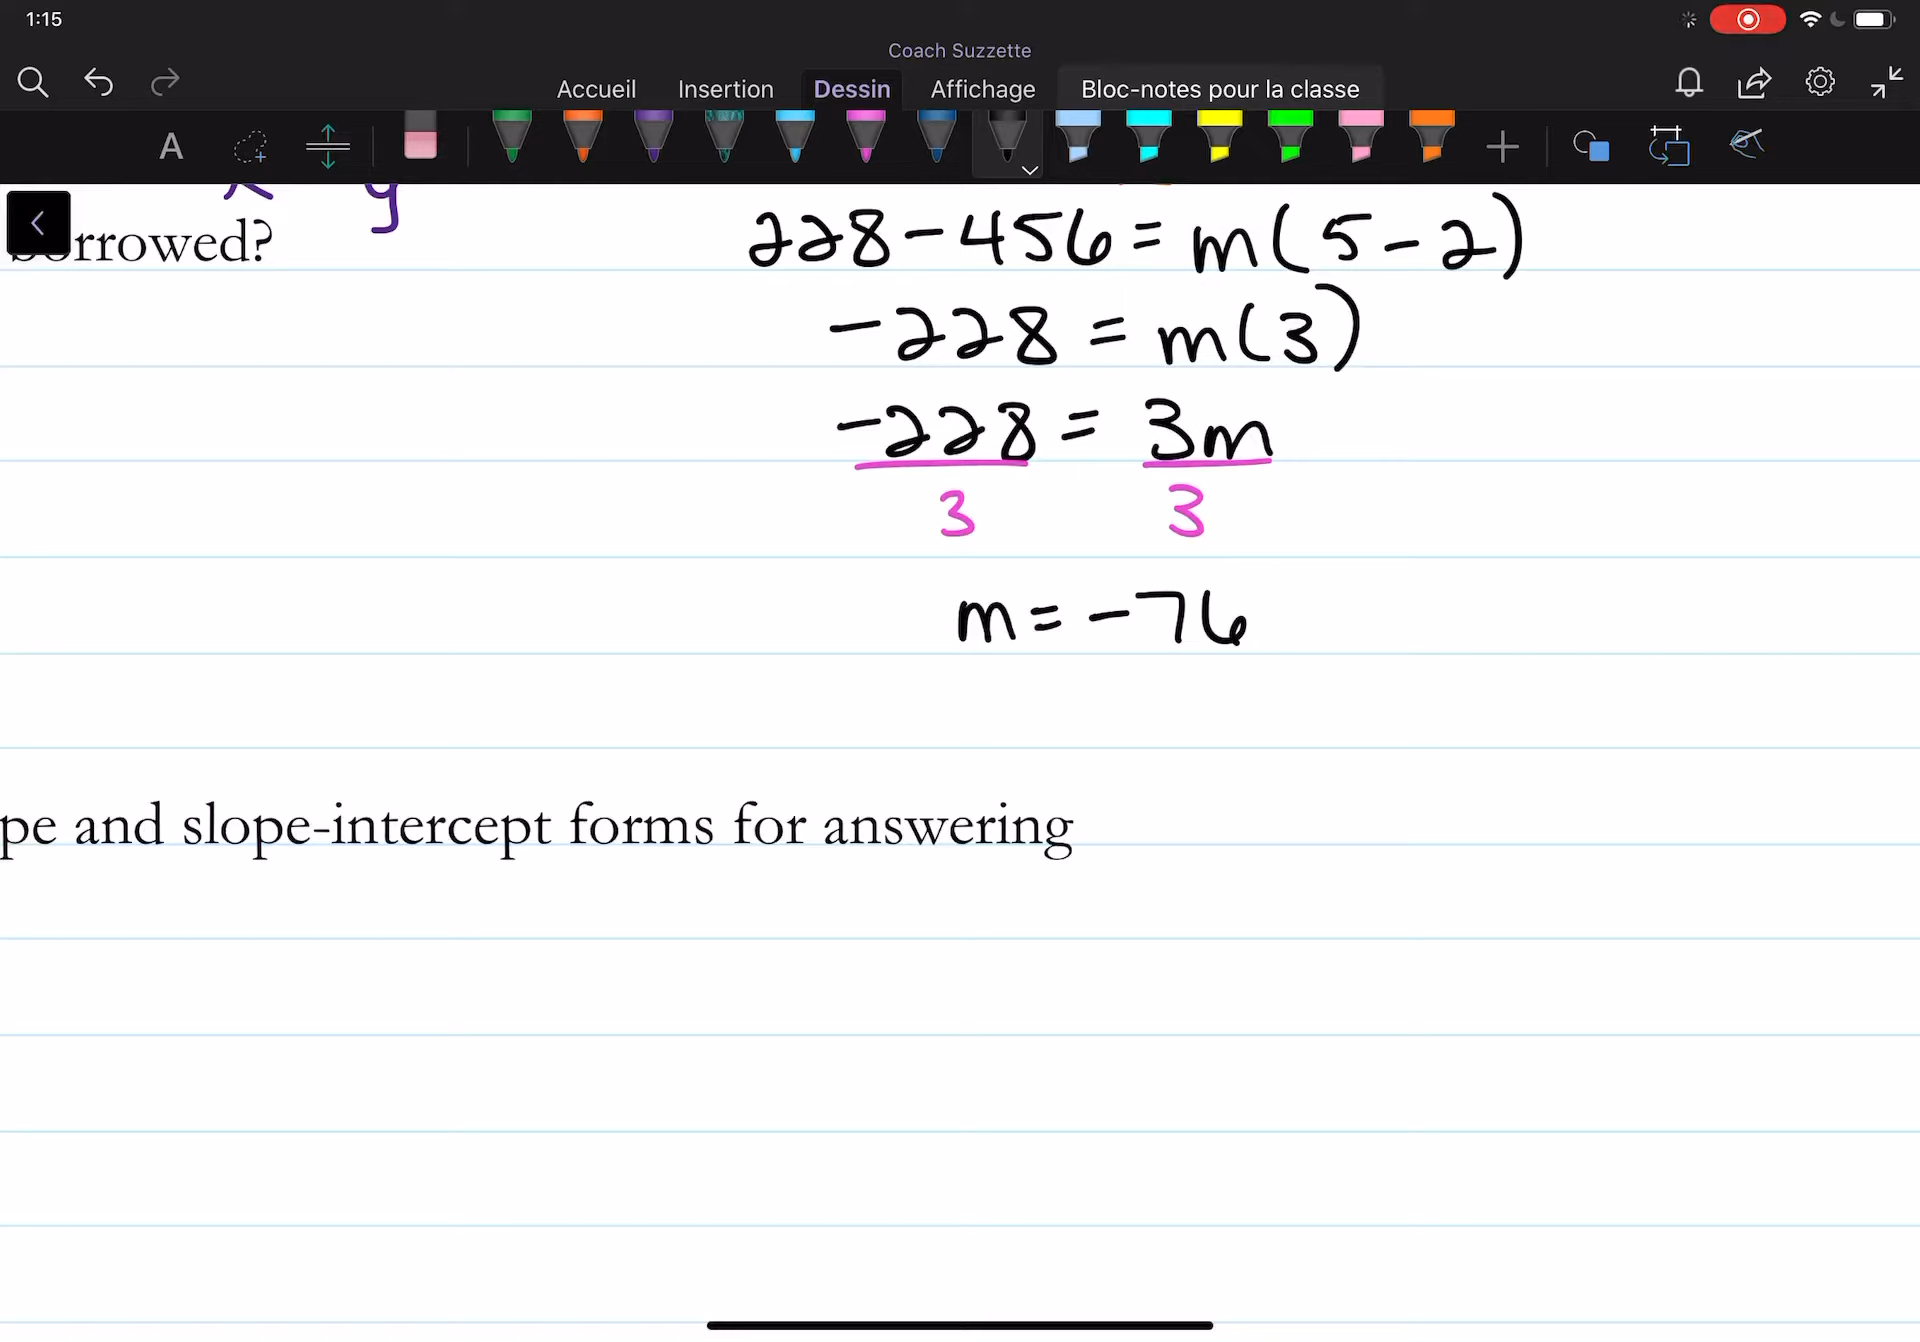 1:15
Coach Suzzette
Accueil Insertion Dessin Affichage Bloc-notes pour la classe
A
x y
228-456 = m(5-2)
rrowed?
-228 = m(3)
-228 = 3m
3 3
m = -76
pe and slope-intercept forms for answering